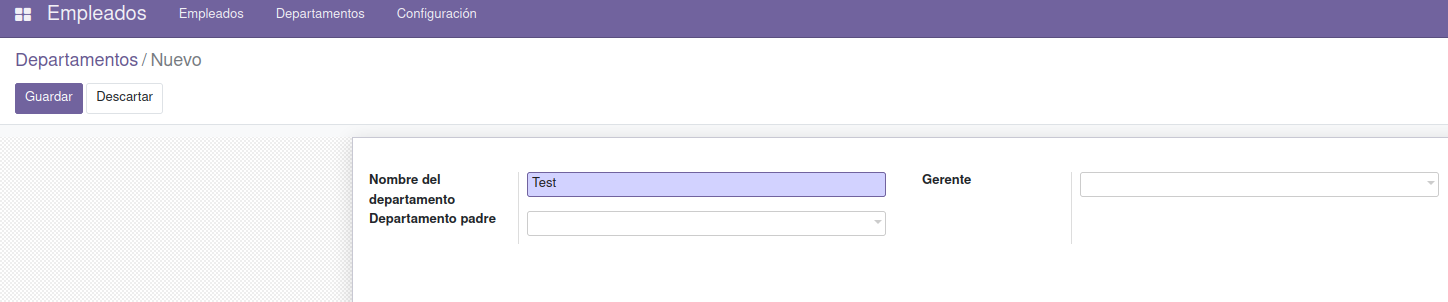 Empleados Empleados Departamentos Configuración
Departamentos / Nuevo
Guardar Descartar
Nombre del departamento Test Gerente
Departamento padre